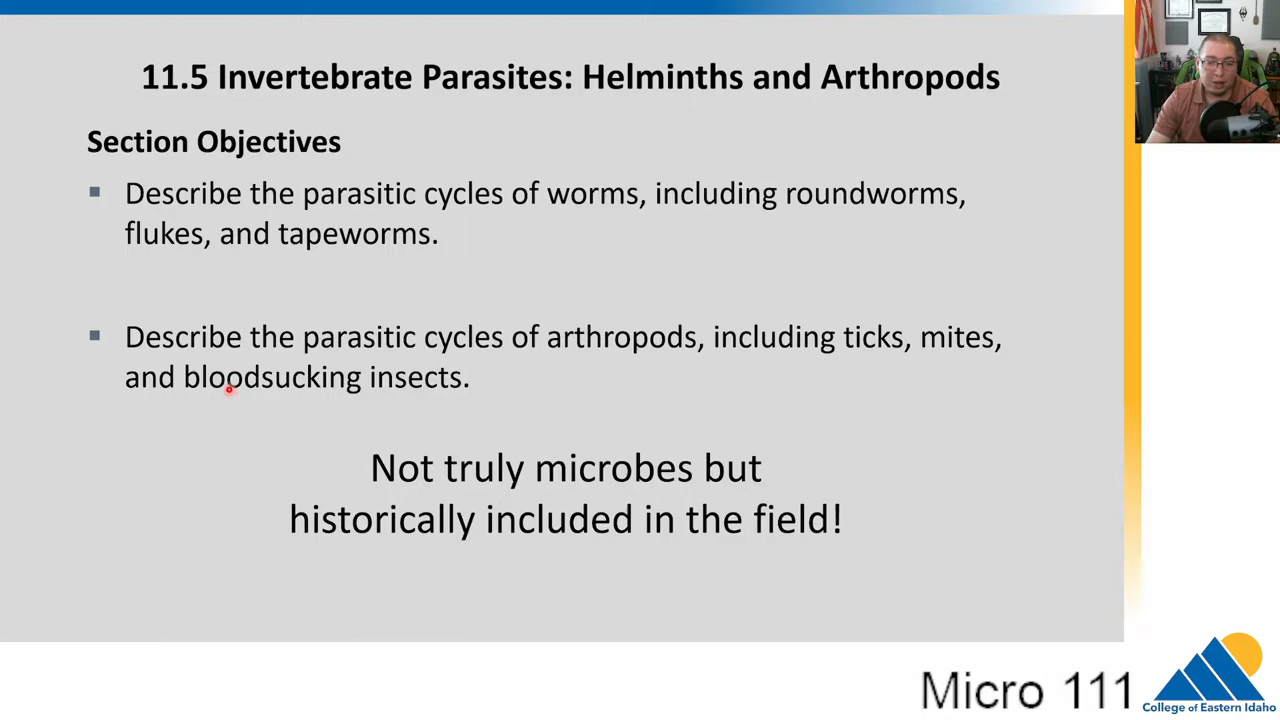 11.5 Invertebrate Parasites: Helminths and Arthropods
Section Objectives
Describe the parasitic cycles of worms, including roundworms,
flukes, and tapeworms.
Describe the parasitic cycles of arthropods, including ticks, mites,
and bloodsucking insects.
Not truly microbes but
historically included in the field!
Micro 111
College of Eastern Idaho